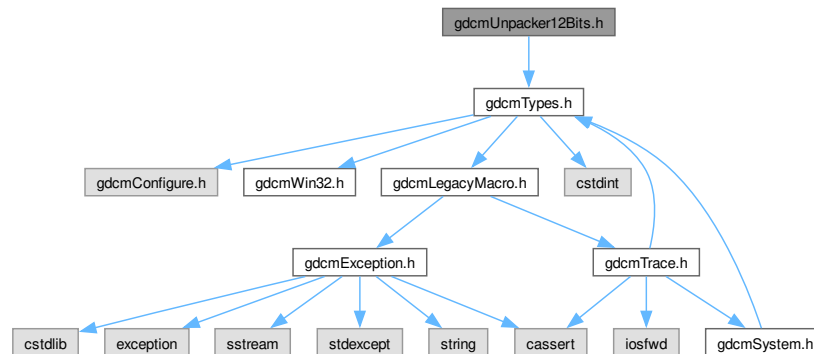 gdcmUnpacker12Bits.h
gdcmTypes.h
gdcmConfigure.h
gdcmWin32.h
gdcmLegacyMacro.h
cstdint
gdcmException.h
gdcmTrace.h
cstdlib
exception
sstream
stdexcept
string
cassert
iosfwd
gdcmSystem.h